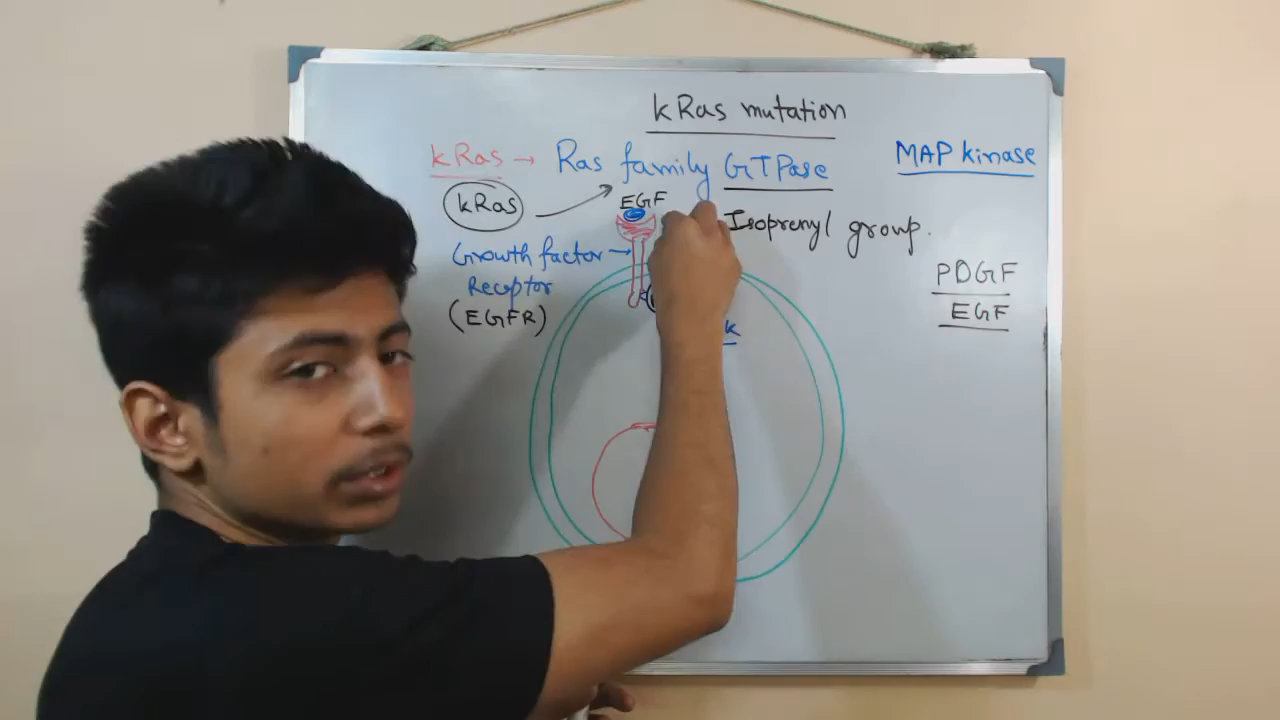 kRas mutation
kRas → Ras family GTPase
MAP kinase
kRas
EGF
Isoprenyl group.
Growth factor
Receptor
(EGFR)
PDGF
EGF